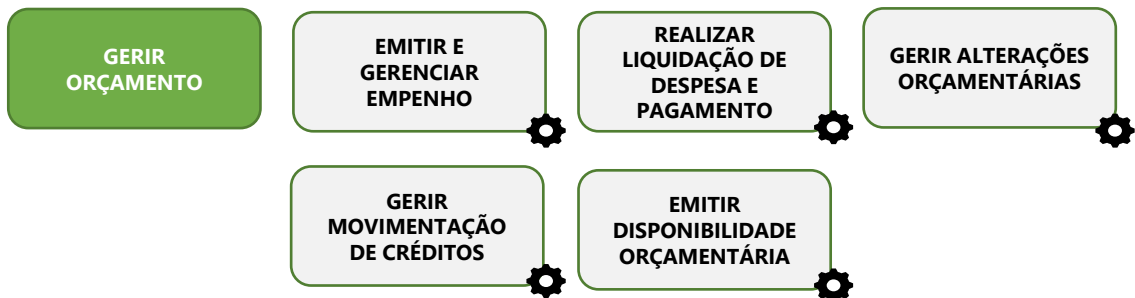 GERIR
ORÇAMENTO
EMITIR E
GERENCIAR
EMPENHO
REALIZAR
LIQUIDAÇÃO DE
DESPESA E
PAGAMENTO
GERIR ALTERAÇÕES
ORÇAMENTÁRIAS
GERIR
MOVIMENTAÇÃO
DE CRÉDITOS
EMITIR
DISPONIBILIDADE
ORÇAMENTÁRIA